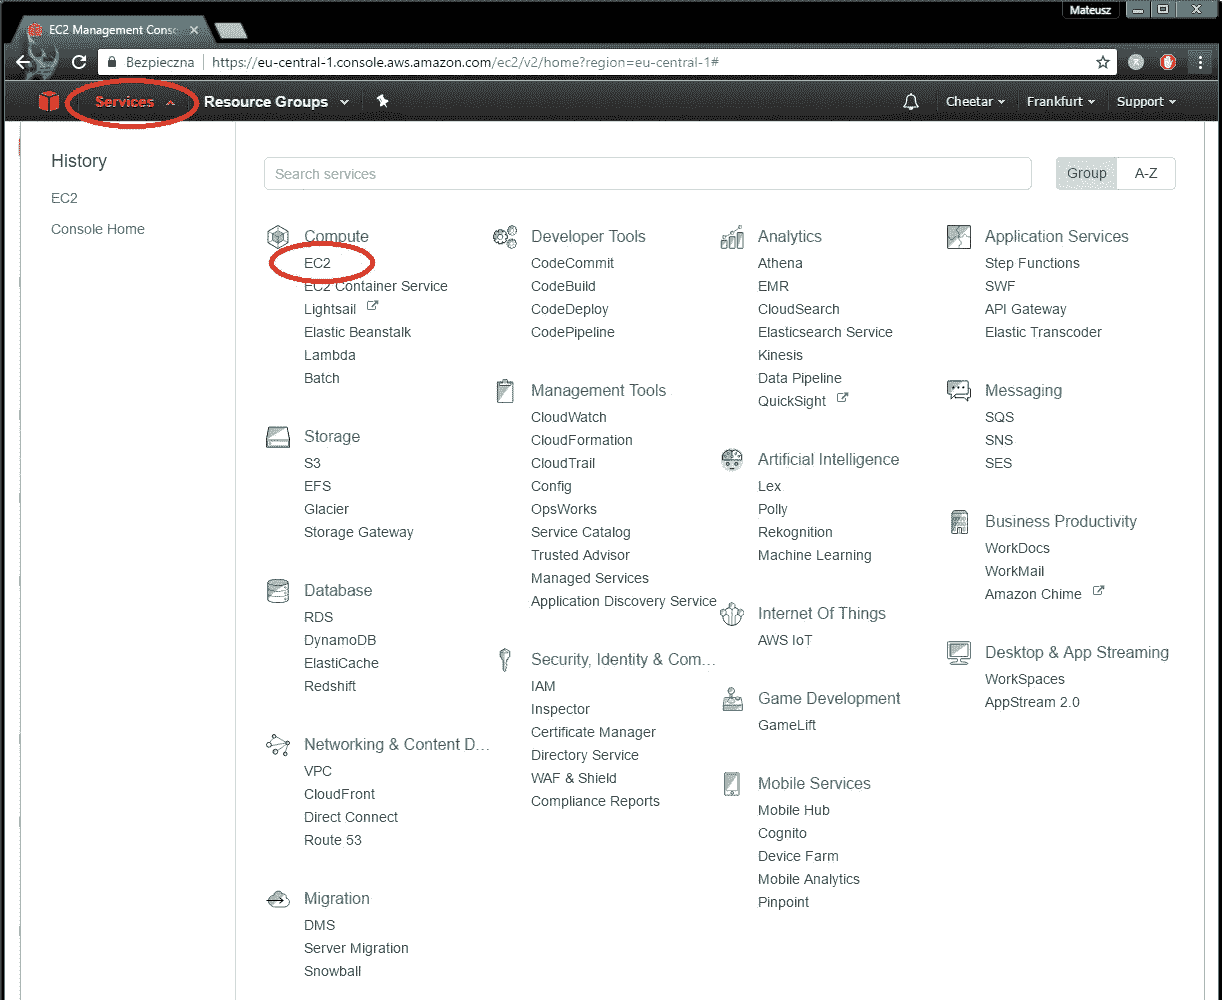 Mateusz
EC2 Management Conso
Bezpieczna https://eu-central-1.console.aws.amazon.com/ec2/v2/home?region=eu-central-1#
Services Resource Groups Cheetar Frankfurt Support
History
EC2
Console Home
Search services
Group A-Z
Compute
EC2
EC2 Container Service
Lightsail
Elastic Beanstalk
Lambda
Batch
Storage
S3
EFS
Glacier
Storage Gateway
Database
RDS
DynamoDB
ElastiCache
Redshift
Networking & Content D...
VPC
CloudFront
Direct Connect
Route 53
Migration
DMS
Server Migration
Snowball
Developer Tools
CodeCommit
CodeBuild
CodeDeploy
CodePipeline
Management Tools
CloudWatch
CloudFormation
CloudTrail
Config
OpsWorks
Service Catalog
Trusted Advisor
Managed Services
Application Discovery Service
Security, Identity & Com...
IAM
Inspector
Certificate Manager
Directory Service
WAF & Shield
Compliance Reports
Analytics
Athena
EMR
CloudSearch
Elasticsearch Service
Kinesis
Data Pipeline
QuickSight
Artificial Intelligence
Lex
Polly
Rekognition
Machine Learning
Internet Of Things
AWS IoT
Game Development
GameLift
Mobile Services
Mobile Hub
Cognito
Device Farm
Mobile Analytics
Pinpoint
Application Services
Step Functions
SWF
API Gateway
Elastic Transcoder
Messaging
SQS
SNS
SES
Business Productivity
WorkDocs
WorkMail
Amazon Chime
Desktop & App Streaming
WorkSpaces
AppStream 2.0